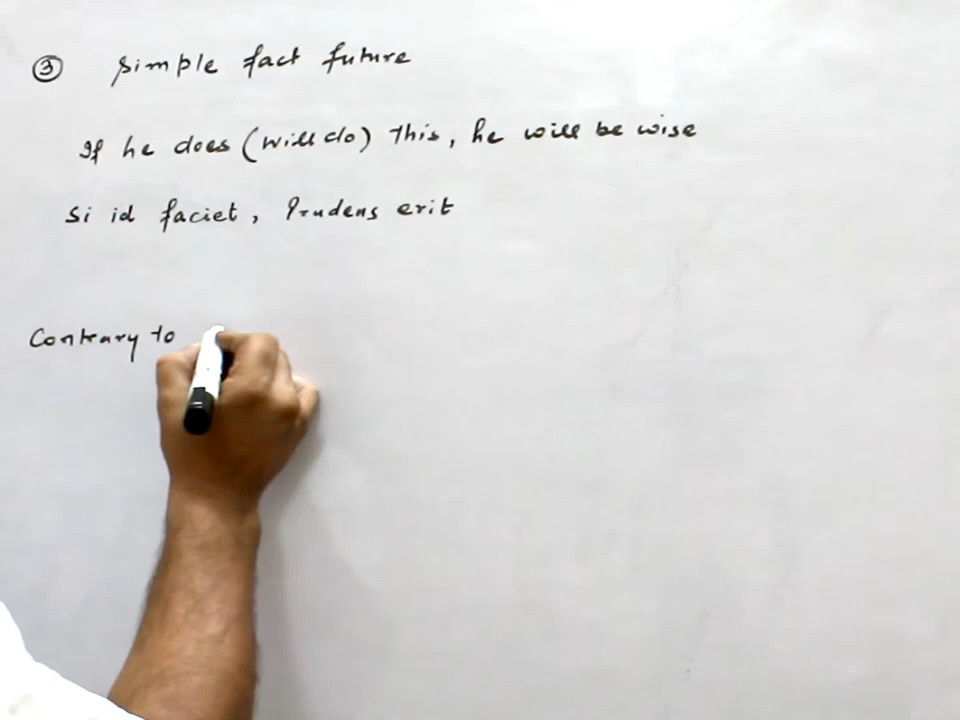 ③ Simple fact future
If he does (will do) this, he will be wise
Si id faciet, Prudens erit
Contrary to